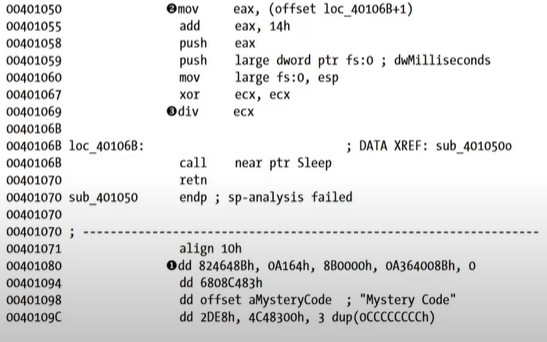 00401050 ❷mov eax, (offset loc_40106B+1)
00401055 add eax, 14h
00401058 push eax
00401059 push large dword ptr fs:0 ; dwMilliseconds
00401060 mov large fs:0, esp
00401067 xor ecx, ecx
00401069 ❸div ecx
0040106B
0040106B loc_40106B: ; DATA XREF: sub_401050o
0040106B call near ptr Sleep
00401070 retn
00401070 sub_401050 endp ; sp-analysis failed
00401070
00401070 ; ------------------------------------------------------------------
00401071 align 10h
00401080 ❶dd 824648Bh, 0A164h, 8B0000h, 0A364008Bh, 0
00401094 dd 6808C483h
00401098 dd offset aMysteryCode ; "Mystery Code"
0040109C dd 2DE8h, 4C48300h, 3 dup(0CCCCCCCCh)